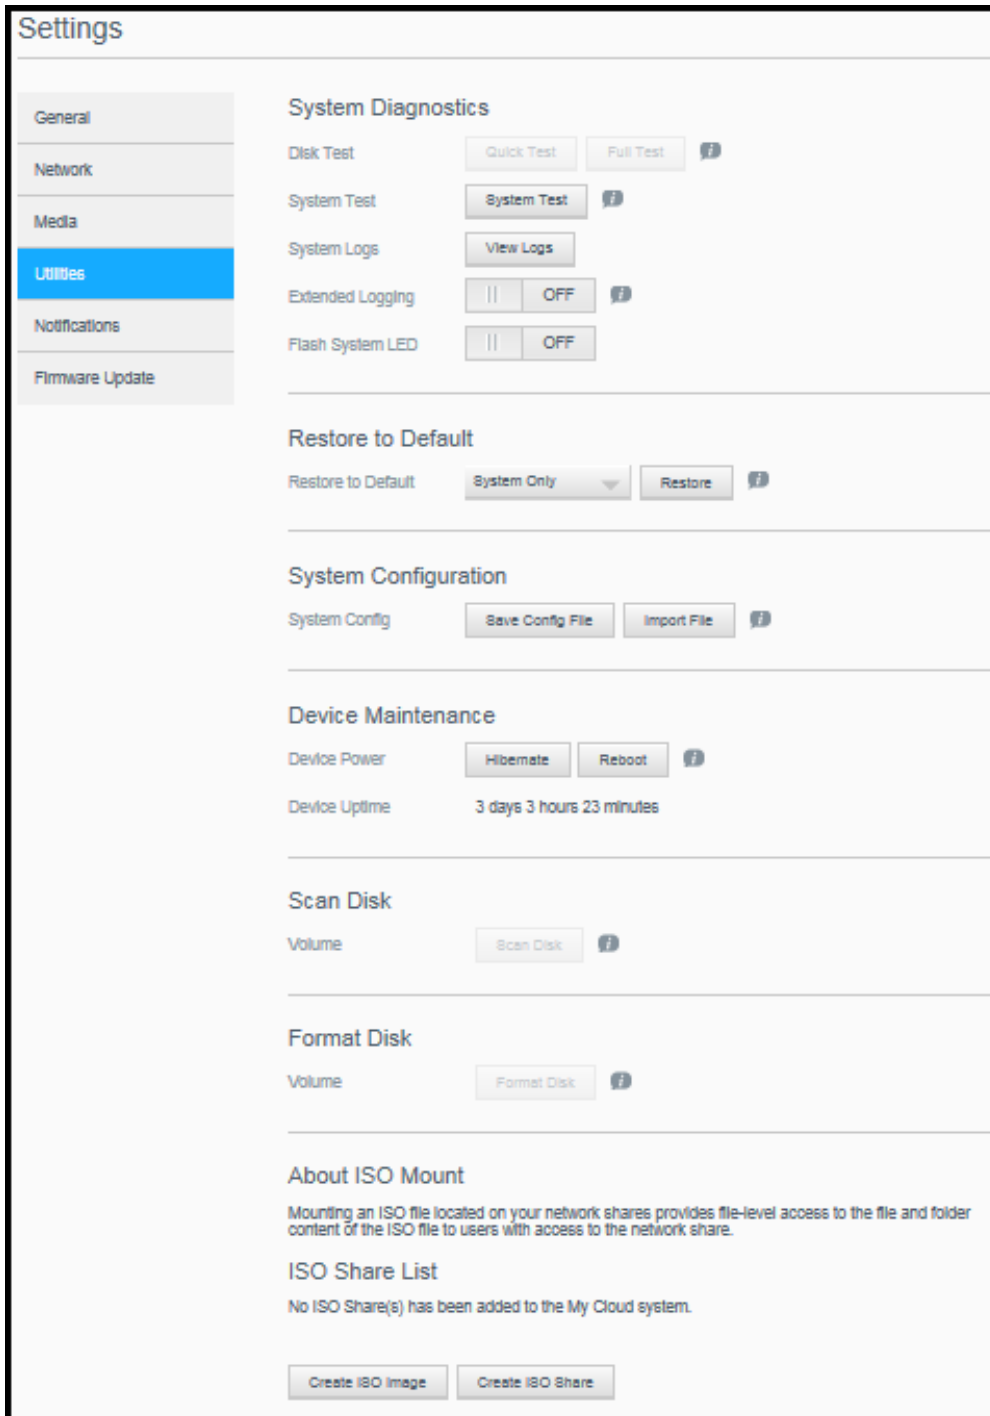 Settings
General
Network
Media
Utilities
Notifications
Firmware Update
System Diagnostics
Disk Test Quick Test Full Test i
System Test System Test i
System Logs View Logs
Extended Logging OFF i
Flash System LED OFF
Restore to Default
Restore to Default System Only Restore i
System Configuration
System Config Save Config File Import File i
Device Maintenance
Device Power Hibernate Reboot i
Device Uptime 3 days 3 hours 23 minutes
Scan Disk
Volume Scan Disk i
Format Disk
Volume Format Disk i
About ISO Mount
Mounting an ISO file located on your network shares provides file-level access to the file and folder
content of the ISO file to users with access to the network share.
ISO Share List
No ISO Share(s) has been added to the My Cloud system.
Create ISO Image Create ISO Share